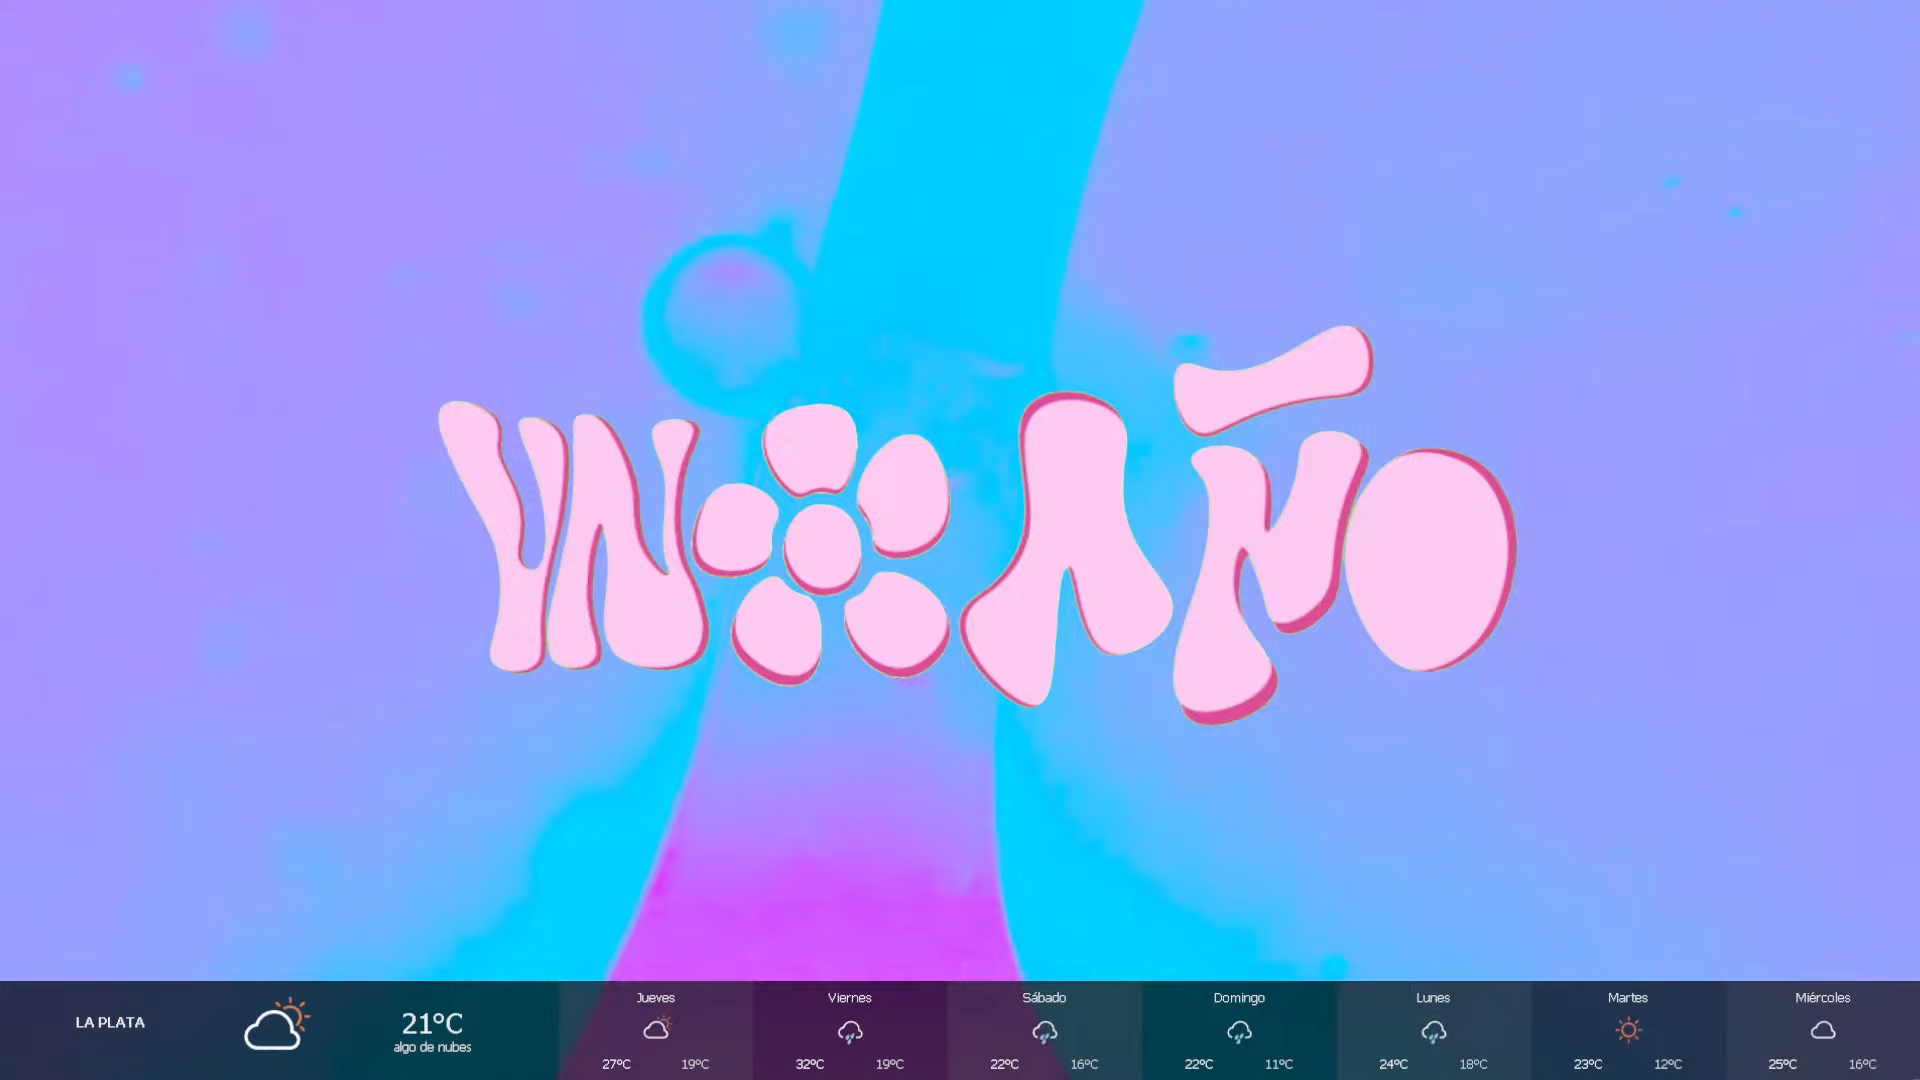 UN AÑO
LA PLATA
21°C
algo de nubes
Jueves
27°C 19°C
Viernes
32°C 19°C
Sábado
22°C 16°C
Domingo
22°C 11°C
Lunes
24°C 18°C
Martes
23°C 12°C
Miércoles
25°C 16°C